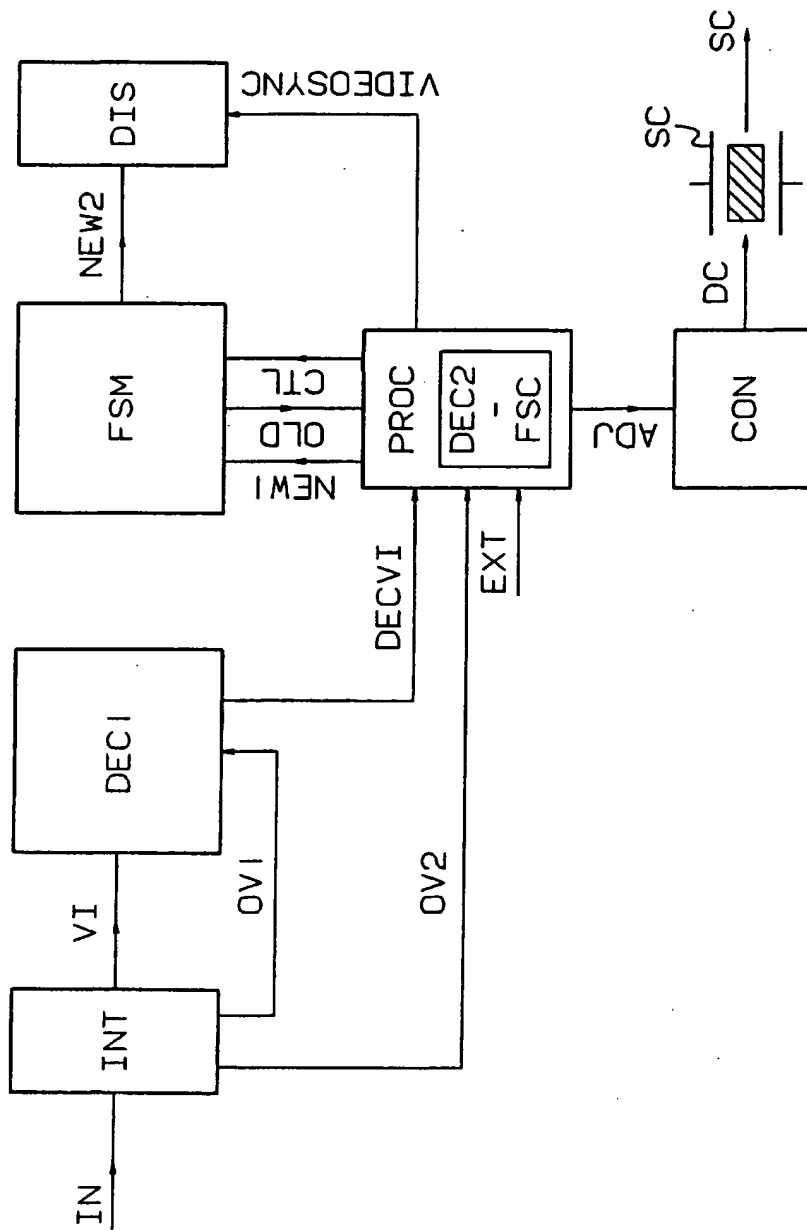 IN
INT
VI
OV1
OV2
DEC1
DECVI
EXT
FSM
NEW1
OLD
CTL
NEW2
DIS
VIDEOSYNC
PROC
DEC2
-
FSC
ADJ
CON
DC
SC
SC